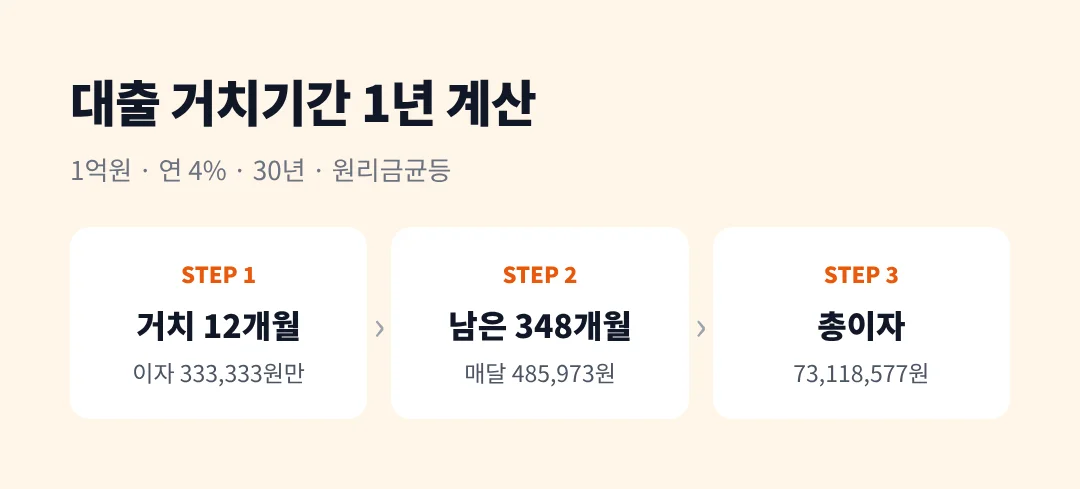 대출 거치기간 1년 계산
1억원 · 연 4% · 30년 · 원리금균등
STEP 1
거치 12개월
이자 333,333원만
›
STEP 2
남은 348개월
매달 485,973원
›
STEP 3
총이자
73,118,577원